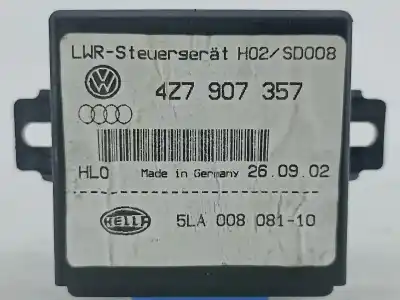 LWR-Steuergerät H02/SD008
4Z7 907 357
HLO Made in Germany 26.09.02
HELLA 5LA 008 081-10